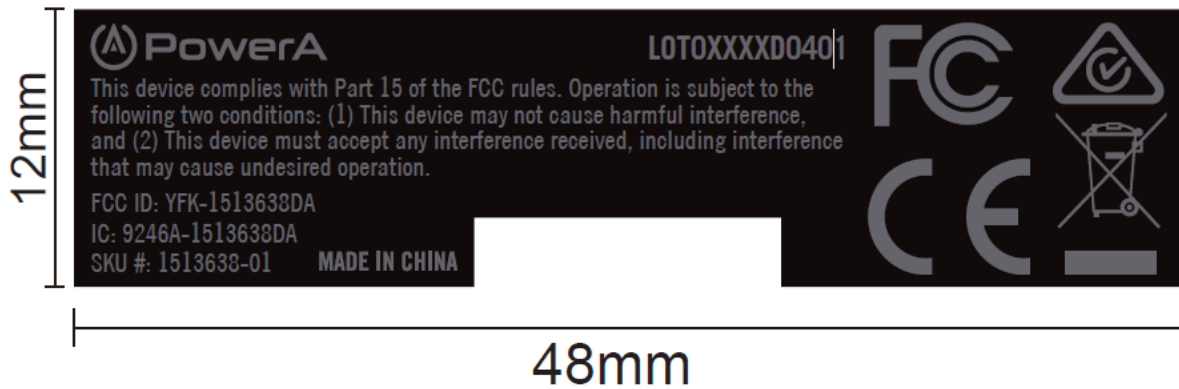 PowerA
LOTOXXXXDO401
This device complies with Part 15 of the FCC rules. Operation is subject to the
following two conditions: (1) This device may not cause harmful interference,
and (2) This device must accept any interference received, including interference
that may cause undesired operation.
FCC ID: YFK-1513638DA
IC: 9246A-1513638DA
SKU #: 1513638-01 MADE IN CHINA
FC
CE
12mm
48mm